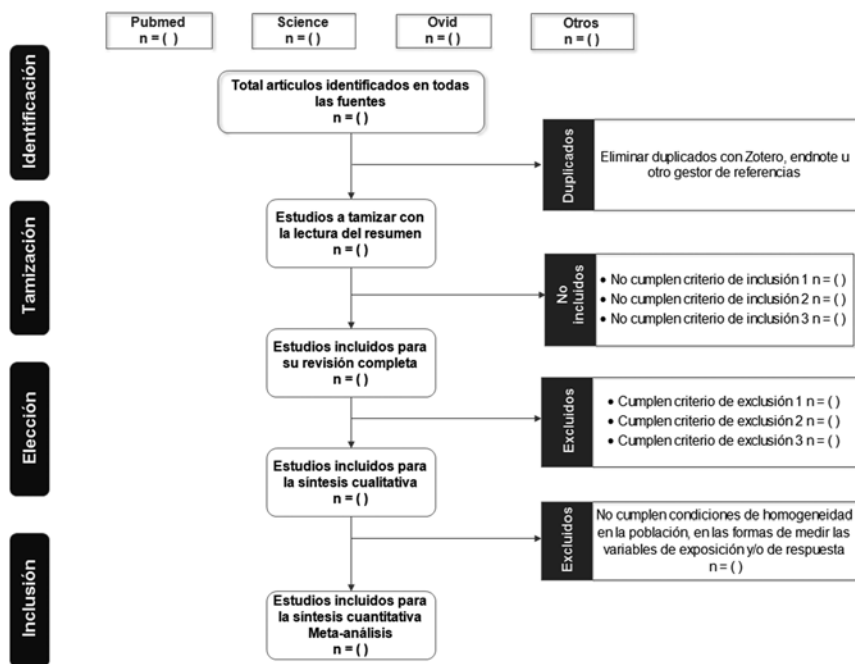 Pubmed
n = ( )
Science
n = ( )
Ovid
n = ( )
Otros
n = ( )
Identificación
Total artículos identificados en todas
las fuentes
n = ( )
Duplicados
Eliminar duplicados con Zotero, endnote u
otro gestor de referencias
Tamización
Estudios a tamizar con
la lectura del resumen
n = ( )
No
incluidos
• No cumplen criterio de inclusión 1 n = ( )
• No cumplen criterio de inclusión 2 n = ( )
• No cumplen criterio de inclusión 3 n = ( )
Estudios incluidos para
su revisión completa
n = ( )
Elección
Excluidos
• Cumplen criterio de exclusión 1 n = ( )
• Cumplen criterio de exclusión 2 n = ( )
• Cumplen criterio de exclusión 3 n = ( )
Estudios incluidos para
la síntesis cualitativa
n = ( )
Excluidos
No cumplen condiciones de homogeneidad
en la población, en las formas de medir las
variables de exposición y/o de respuesta
n = ( )
Inclusión
Estudios incluidos para
la síntesis cuantitativa
Meta-análisis
n = ( )